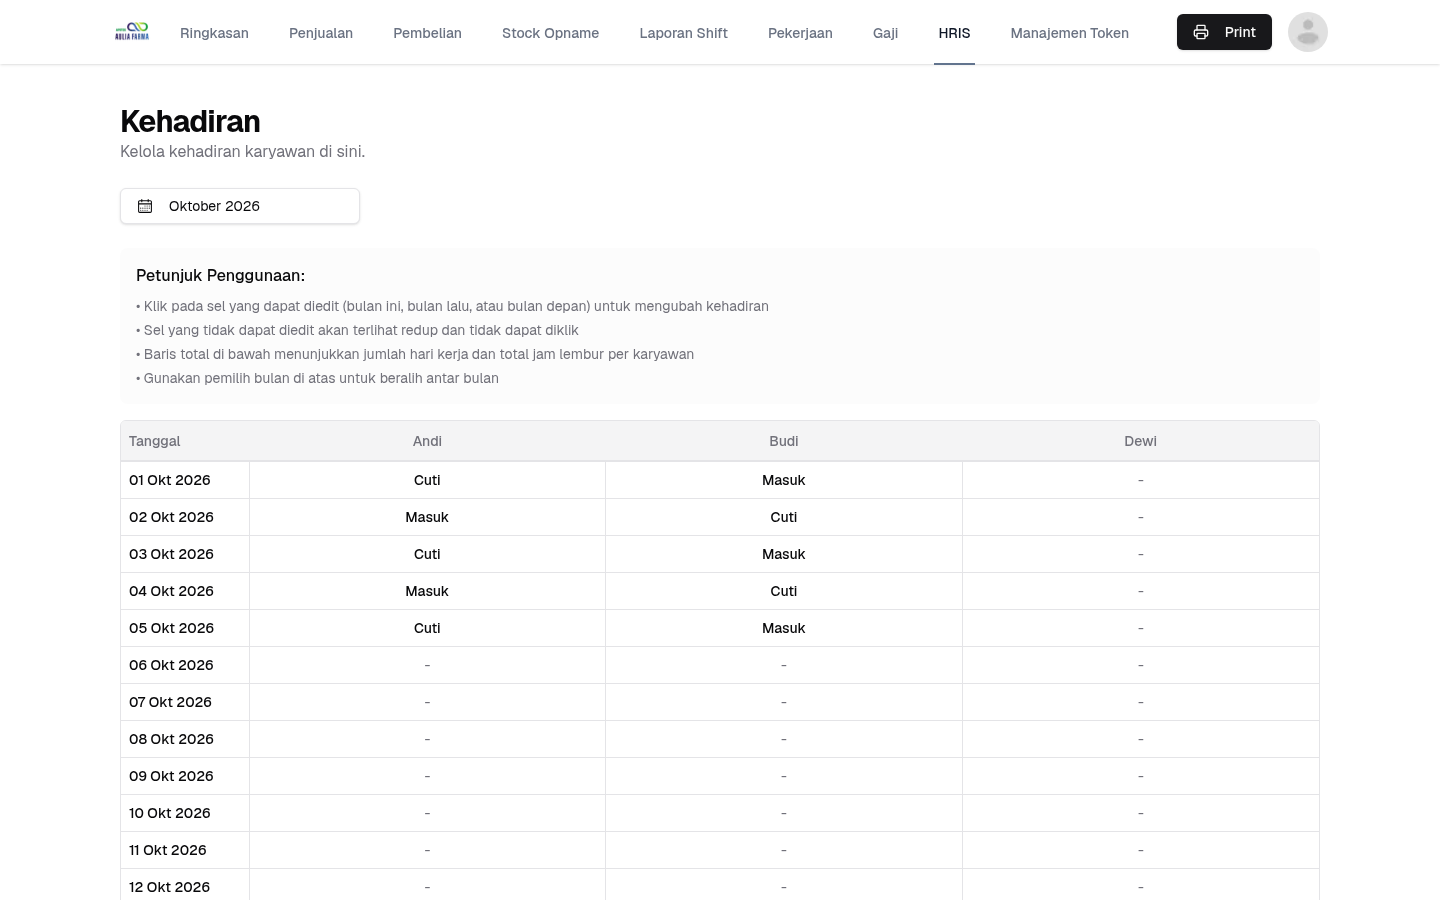 AULIA FARMA
Ringkasan Penjualan Pembelian Stock Opname Laporan Shift Pekerjaan Gaji HRIS Manajemen Token Print
Kehadiran
Kelola kehadiran karyawan di sini.
Oktober 2026
Petunjuk Penggunaan:
• Klik pada sel yang dapat diedit (bulan ini, bulan lalu, atau bulan depan) untuk mengubah kehadiran
• Sel yang tidak dapat diedit akan terlihat redup dan tidak dapat diklik
• Baris total di bawah menunjukkan jumlah hari kerja dan total jam lembur per karyawan
• Gunakan pemilih bulan di atas untuk beralih antar bulan
Tanggal Andi Budi Dewi
01 Okt 2026 Cuti Masuk -
02 Okt 2026 Masuk Cuti -
03 Okt 2026 Cuti Masuk -
04 Okt 2026 Masuk Cuti -
05 Okt 2026 Cuti Masuk -
06 Okt 2026 - - -
07 Okt 2026 - - -
08 Okt 2026 - - -
09 Okt 2026 - - -
10 Okt 2026 - - -
11 Okt 2026 - - -
12 Okt 2026 - - -